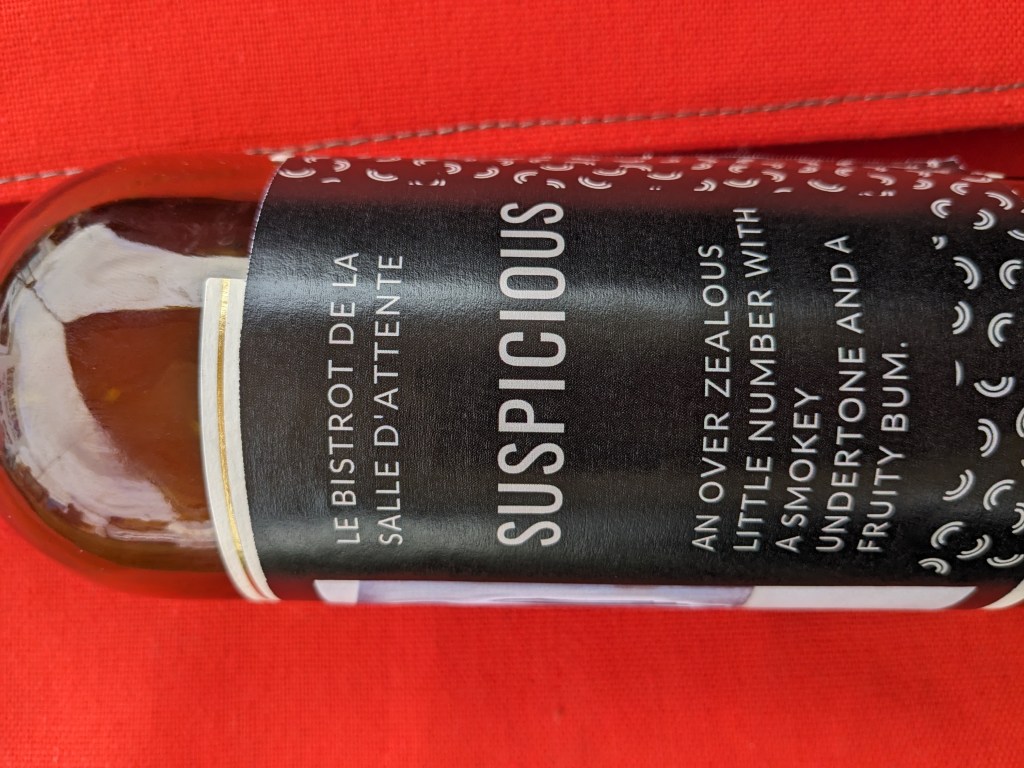 LE BISTROT DE LA
SALLE D'ATTENTE
SUSPICIOUS
AN OVER ZEALOUS
LITTLE NUMBER WITH
A SMOKEY
UNDERTONE AND A
FRUITY BUM.